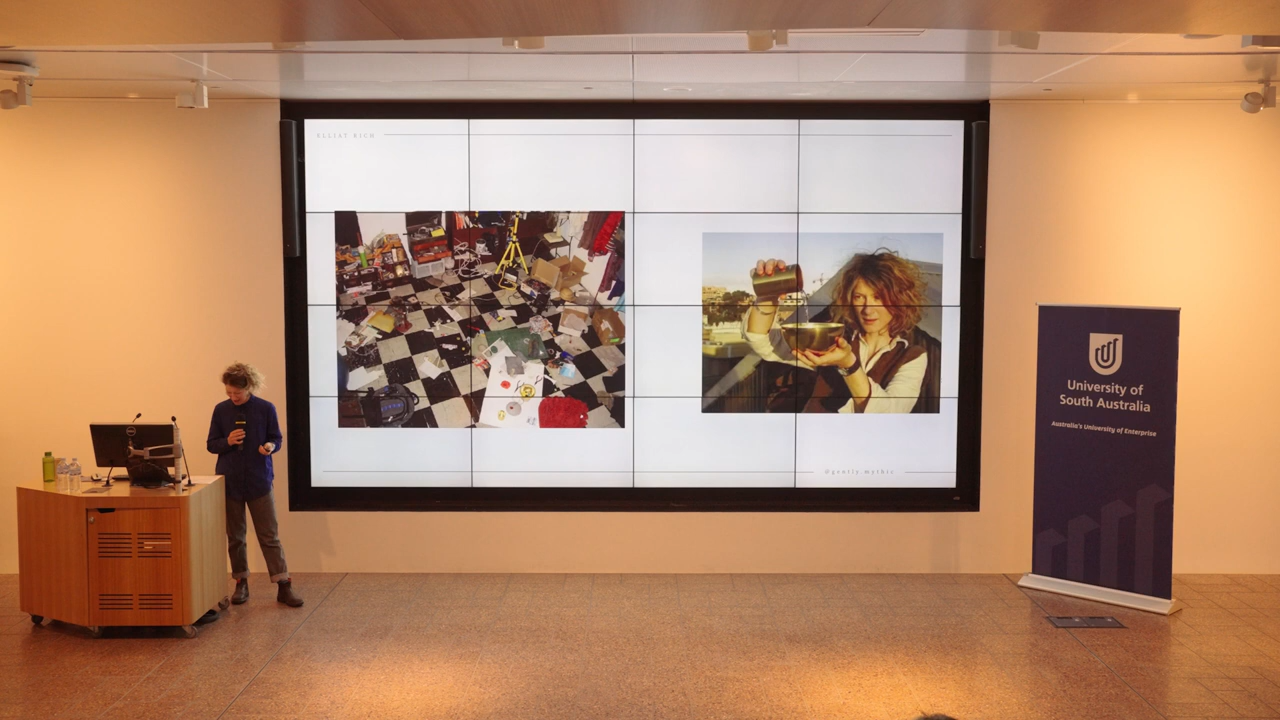 ELLIAT RICH
@gently.mythic
University of
South Australia
Australia's University of Enterprise